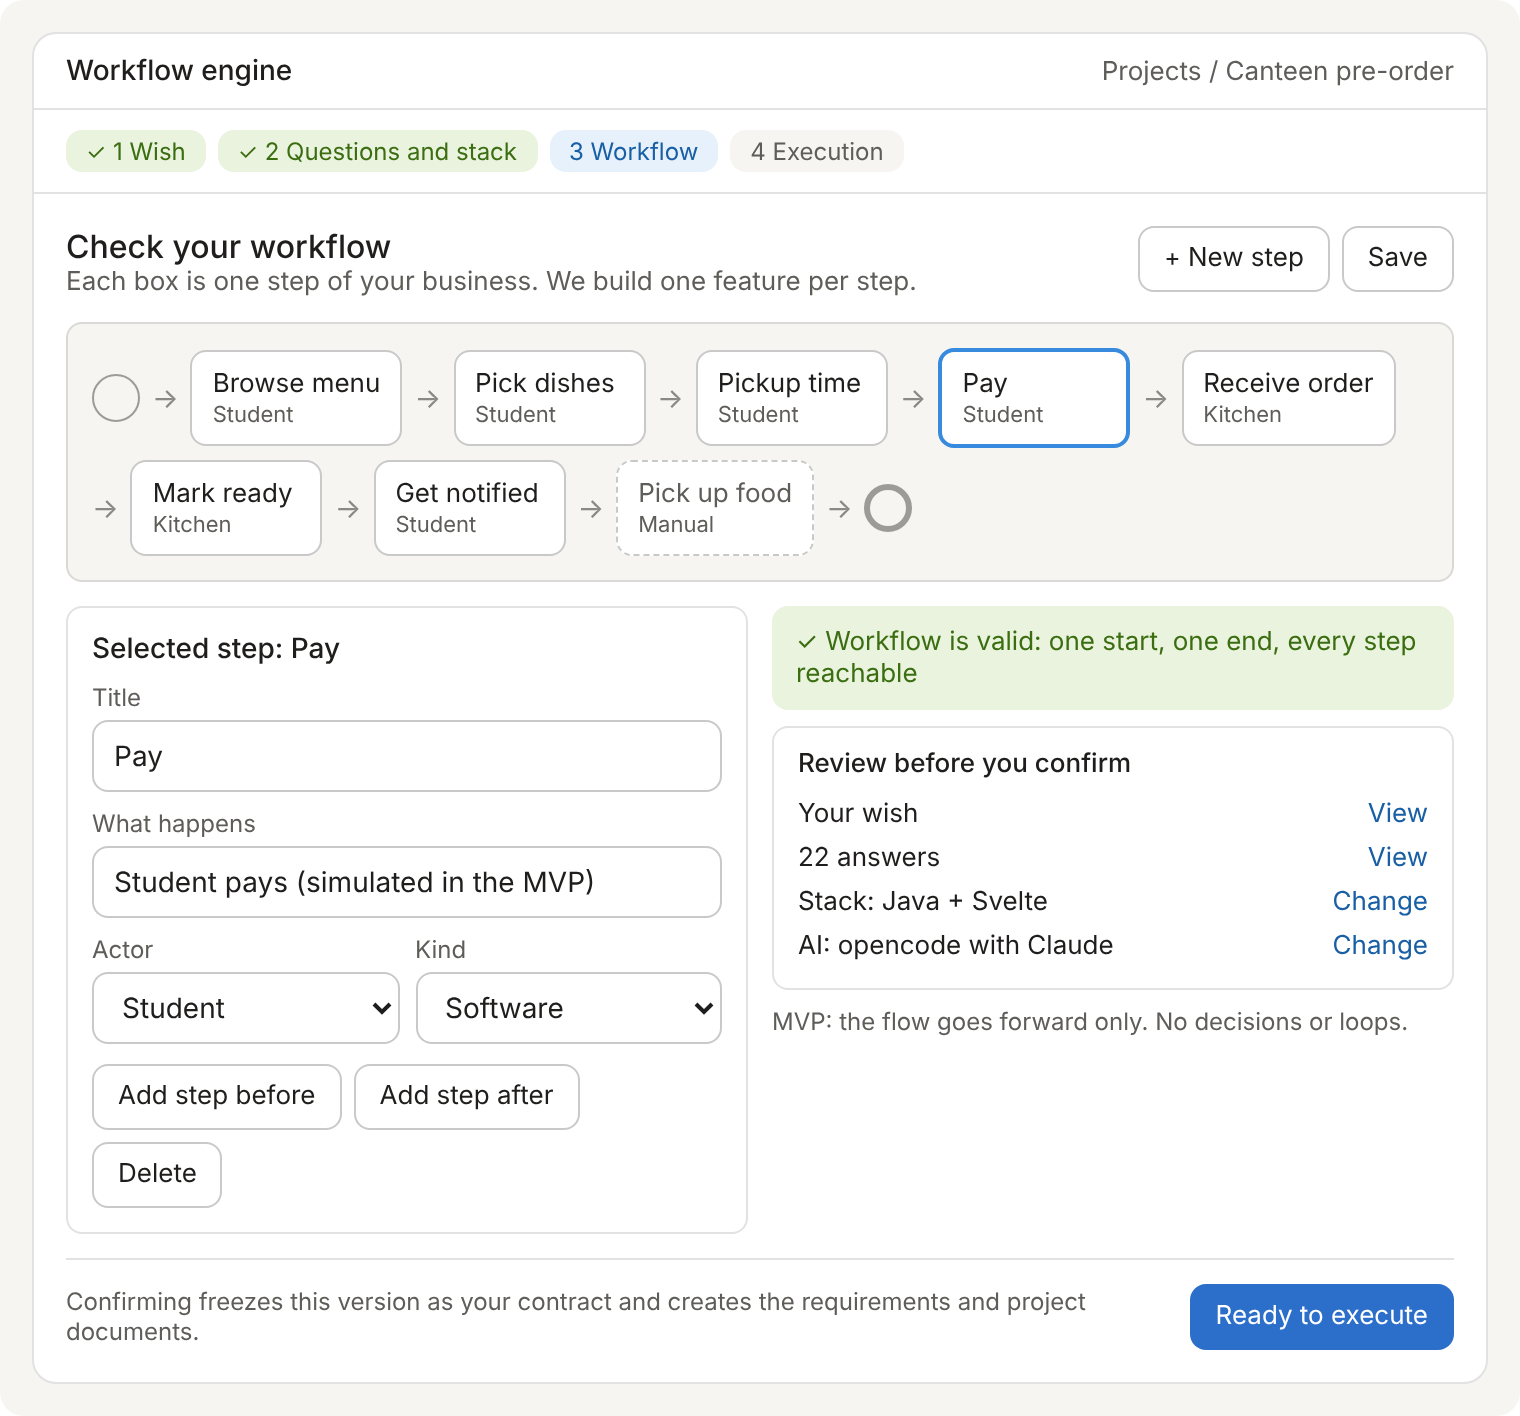 Workflow engine
Projects / Canteen pre-order
✓ 1 Wish
✓ 2 Questions and stack
3 Workflow
4 Execution
Check your workflow
Each box is one step of your business. We build one feature per step.
+ New step
Save
→
Browse menu
Student
→
Pick dishes
Student
→
Pickup time
Student
→
Pay
Student
→
Receive order
Kitchen
→
Mark ready
Kitchen
→
Get notified
Student
→
Pick up food
Manual
→
Selected step: Pay
Title
Pay
What happens
Student pays (simulated in the MVP)
Actor
Kind
Student
Software
Add step before
Add step after
Delete
✓ Workflow is valid: one start, one end, every step
reachable
Review before you confirm
Your wish
View
22 answers
View
Stack: Java + Svelte
Change
AI: opencode with Claude
Change
MVP: the flow goes forward only. No decisions or loops.
Confirming freezes this version as your contract and creates the requirements and project
documents.
Ready to execute